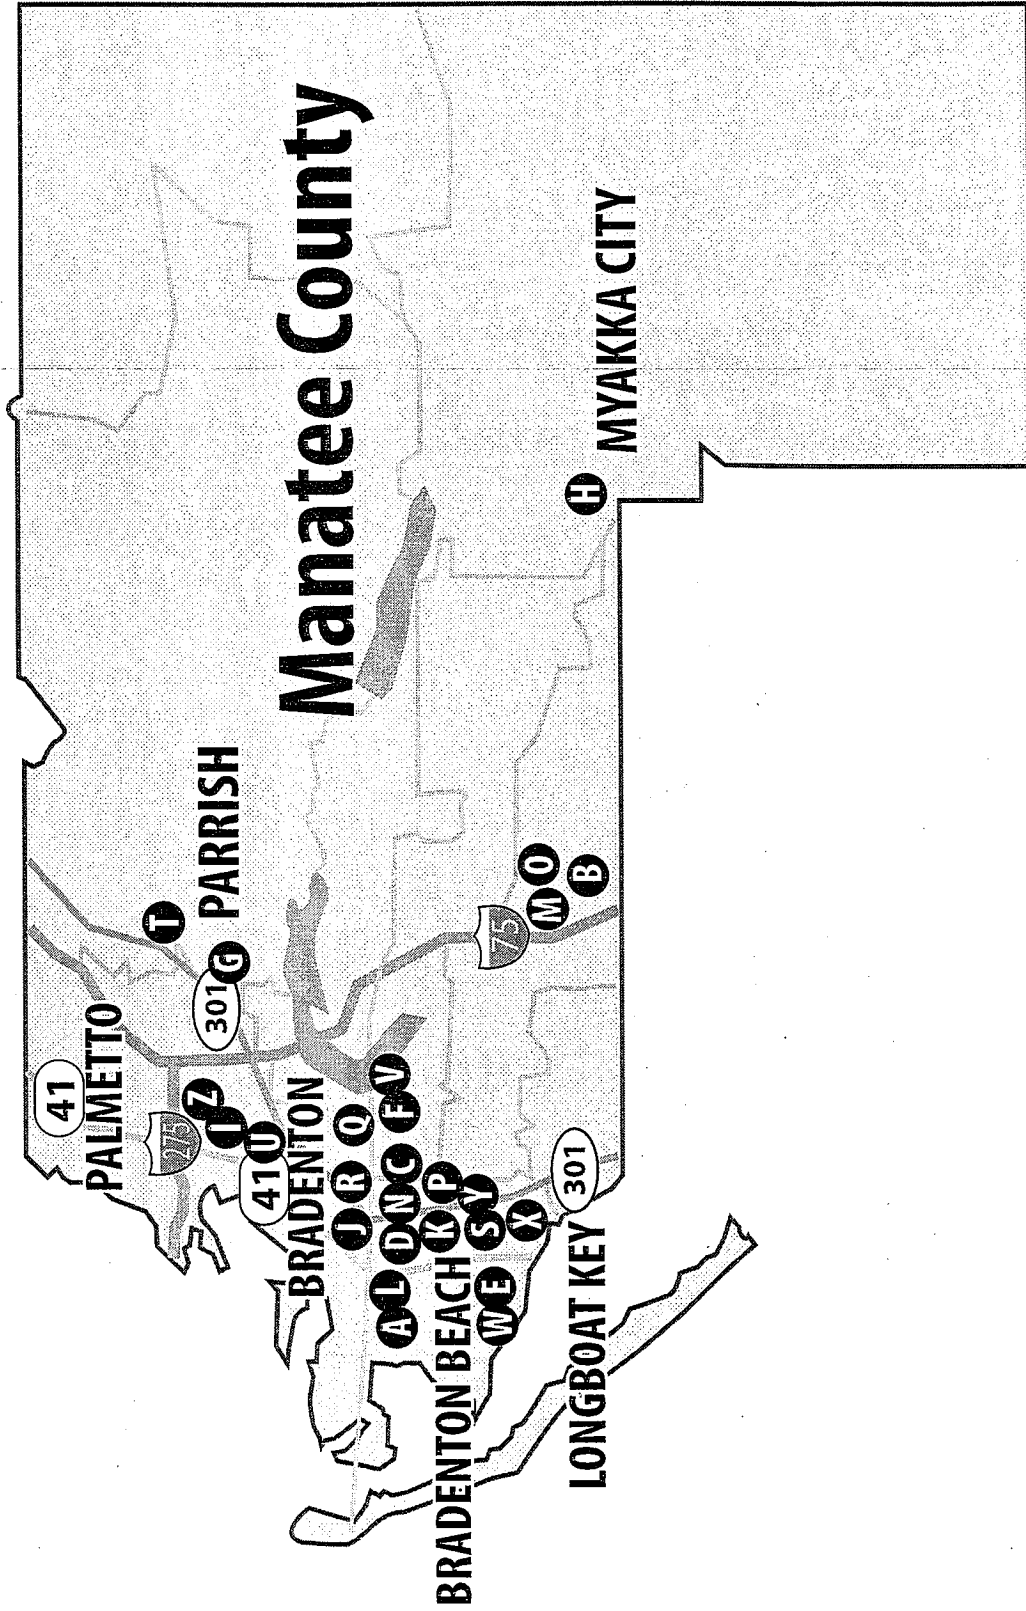 41
PALMETTO
T
275
Z
301
PARRISH
I
G
41
U
BRADENTON
Manatee County
J R Q
A L D N C F V
K P
BRADENTON BEACH
S Y
W E
75
X
M O
301
B
H
LONGBOAT KEY
MYAKKA CITY